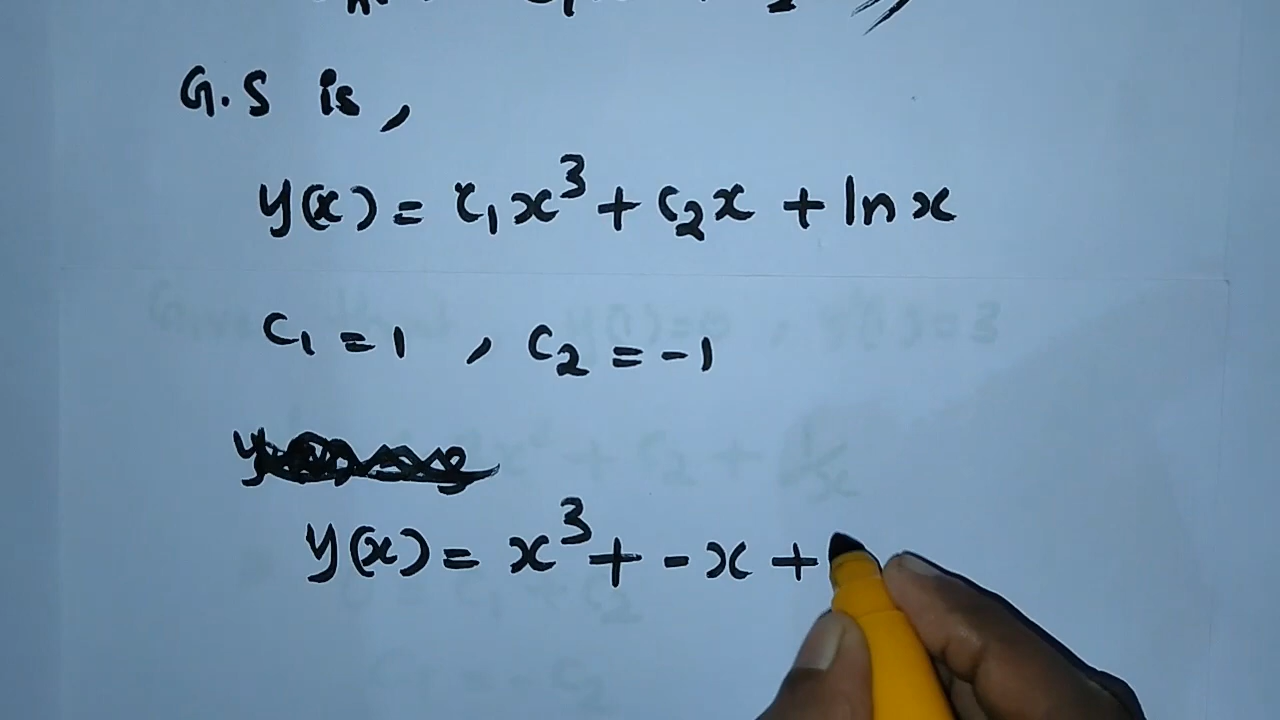 G.S is,
y(x) = c₁x³ + c₂x + ln x
c₁ = 1 , c₂ = -1
y(x) = x³ + - x +